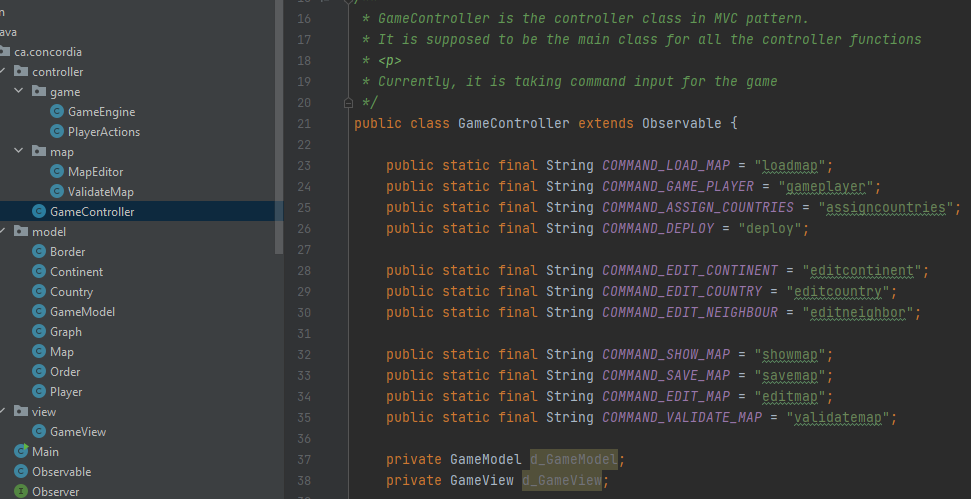 n
ava
ca.concordia
controller
game
GameEngine
PlayerActions
map
MapEditor
ValidateMap
GameController
model
Border
Continent
Country
GameModel
Graph
Map
Order
Player
view
GameView
Main
Observable
Observer
16 * GameController is the controller class in MVC pattern.
17 * It is supposed to be the main class for all the controller functions
18 * <p>
19 * Currently, it is taking command input for the game
20 */
21 public class GameController extends Observable {
22
23 public static final String COMMAND_LOAD_MAP = "loadmap";
24 public static final String COMMAND_GAME_PLAYER = "gameplayer";
25 public static final String COMMAND_ASSIGN_COUNTRIES = "assigncountries";
26 public static final String COMMAND_DEPLOY = "deploy";
27
28 public static final String COMMAND_EDIT_CONTINENT = "editcontinent";
29 public static final String COMMAND_EDIT_COUNTRY = "editcountry";
30 public static final String COMMAND_EDIT_NEIGHBOUR = "editneighbor";
31
32 public static final String COMMAND_SHOW_MAP = "showmap";
33 public static final String COMMAND_SAVE_MAP = "savemap";
34 public static final String COMMAND_EDIT_MAP = "editmap";
35 public static final String COMMAND_VALIDATE_MAP = "validatemap";
36
37 private GameModel d_GameModel;
38 private GameView d_GameView;